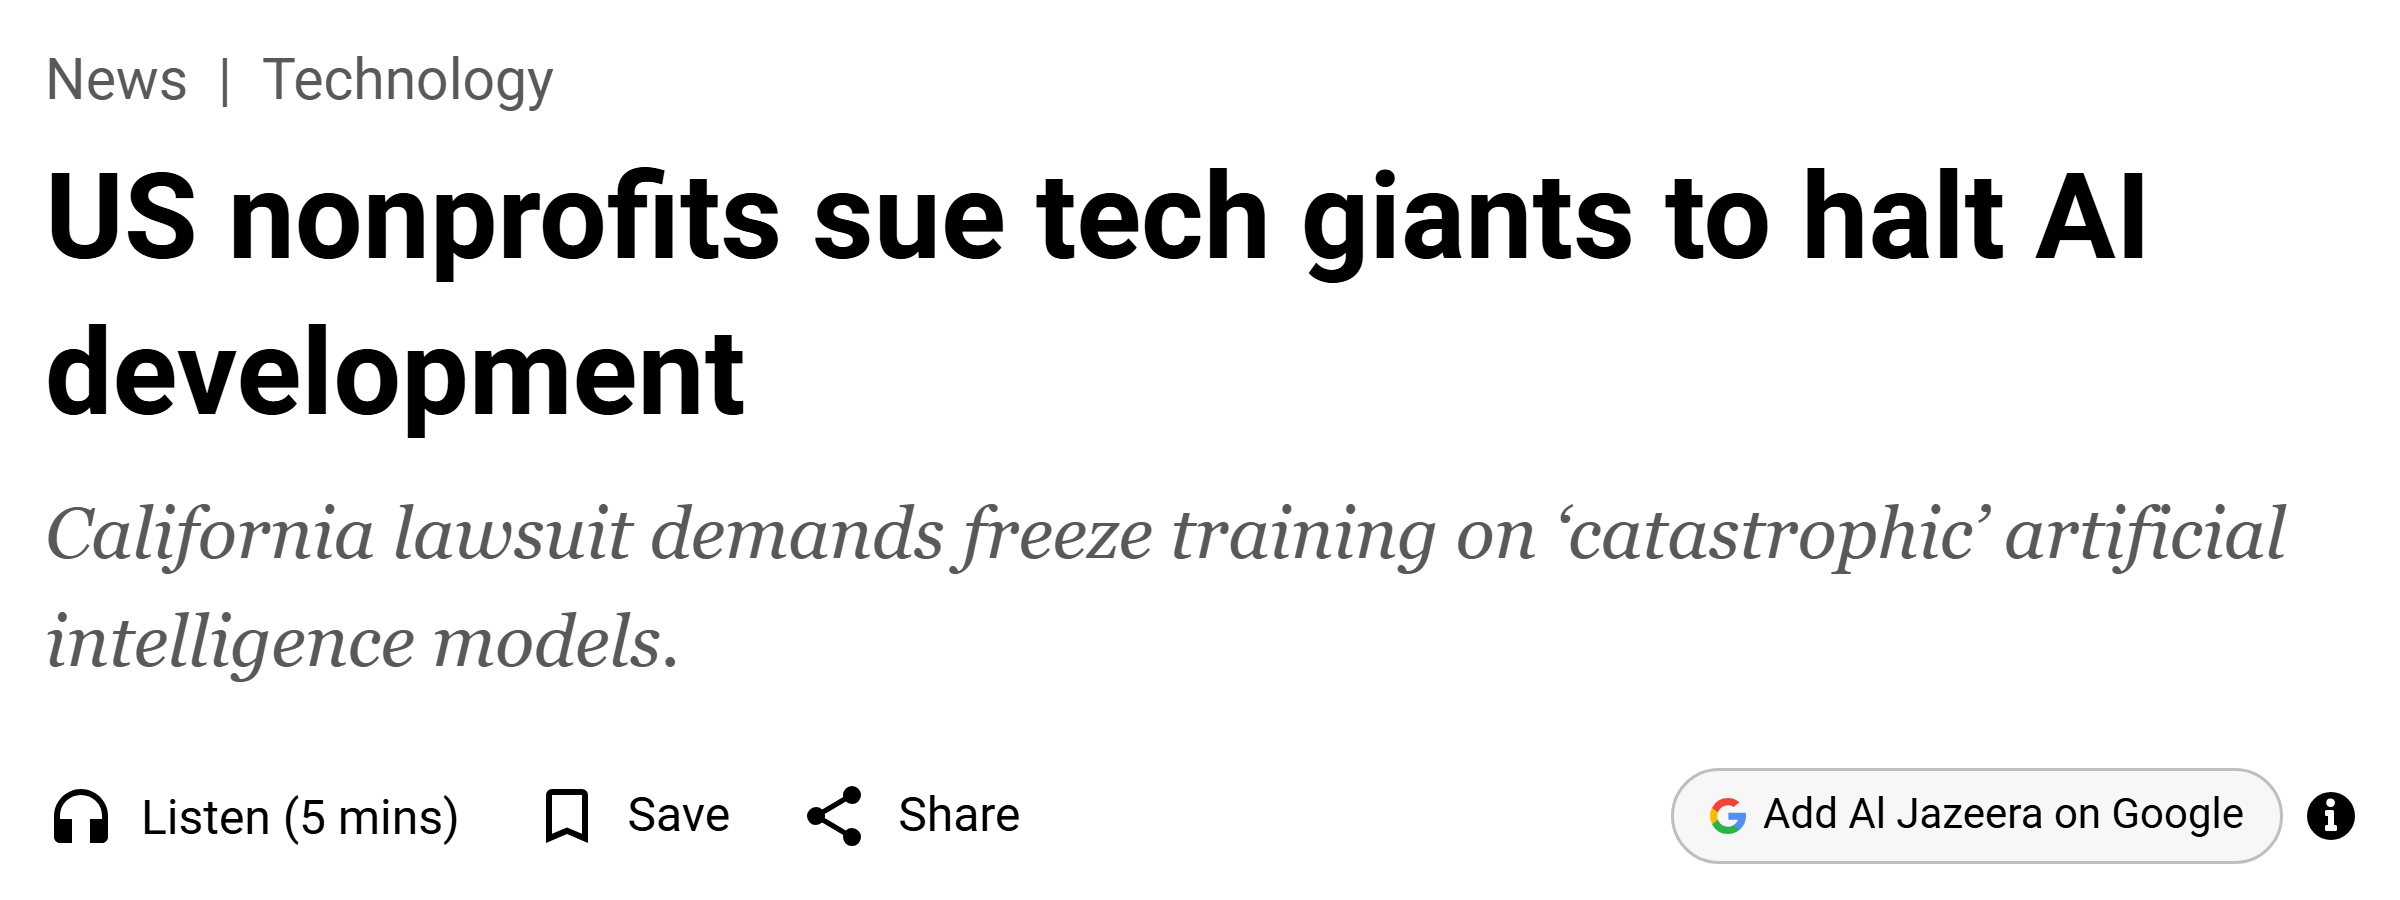 News | Technology
US nonprofits sue tech giants to halt AI
development
California lawsuit demands freeze training on ‘catastrophic’ artificial
intelligence models.
Listen (5 mins) Save Share Add Al Jazeera on Google